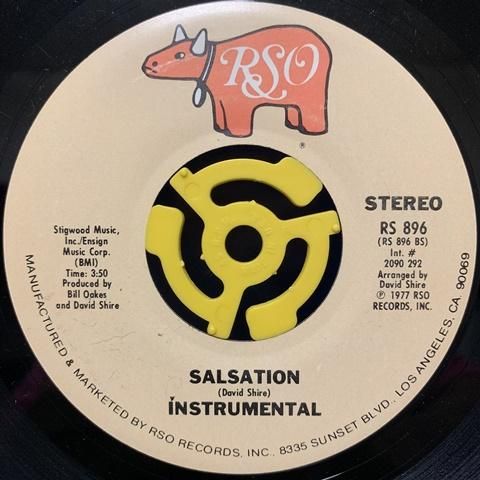 RSO
®
STEREO
RS 896
(RS 896 BS)
Int. #
2090 292
Arranged by
David Shire
℗ 1977 RSO
RECORDS, INC.
Stigwood Music,
Inc./Ensign
Music Corp.
(BMI)
Time: 3:50
Produced by
Bill Oakes
and David Shire
SALSATION
(David Shire)
INSTRUMENTAL
MANUFACTURED & MARKETED BY RSO RECORDS, INC., 8335 SUNSET BLVD., LOS ANGELES, CA. 90069